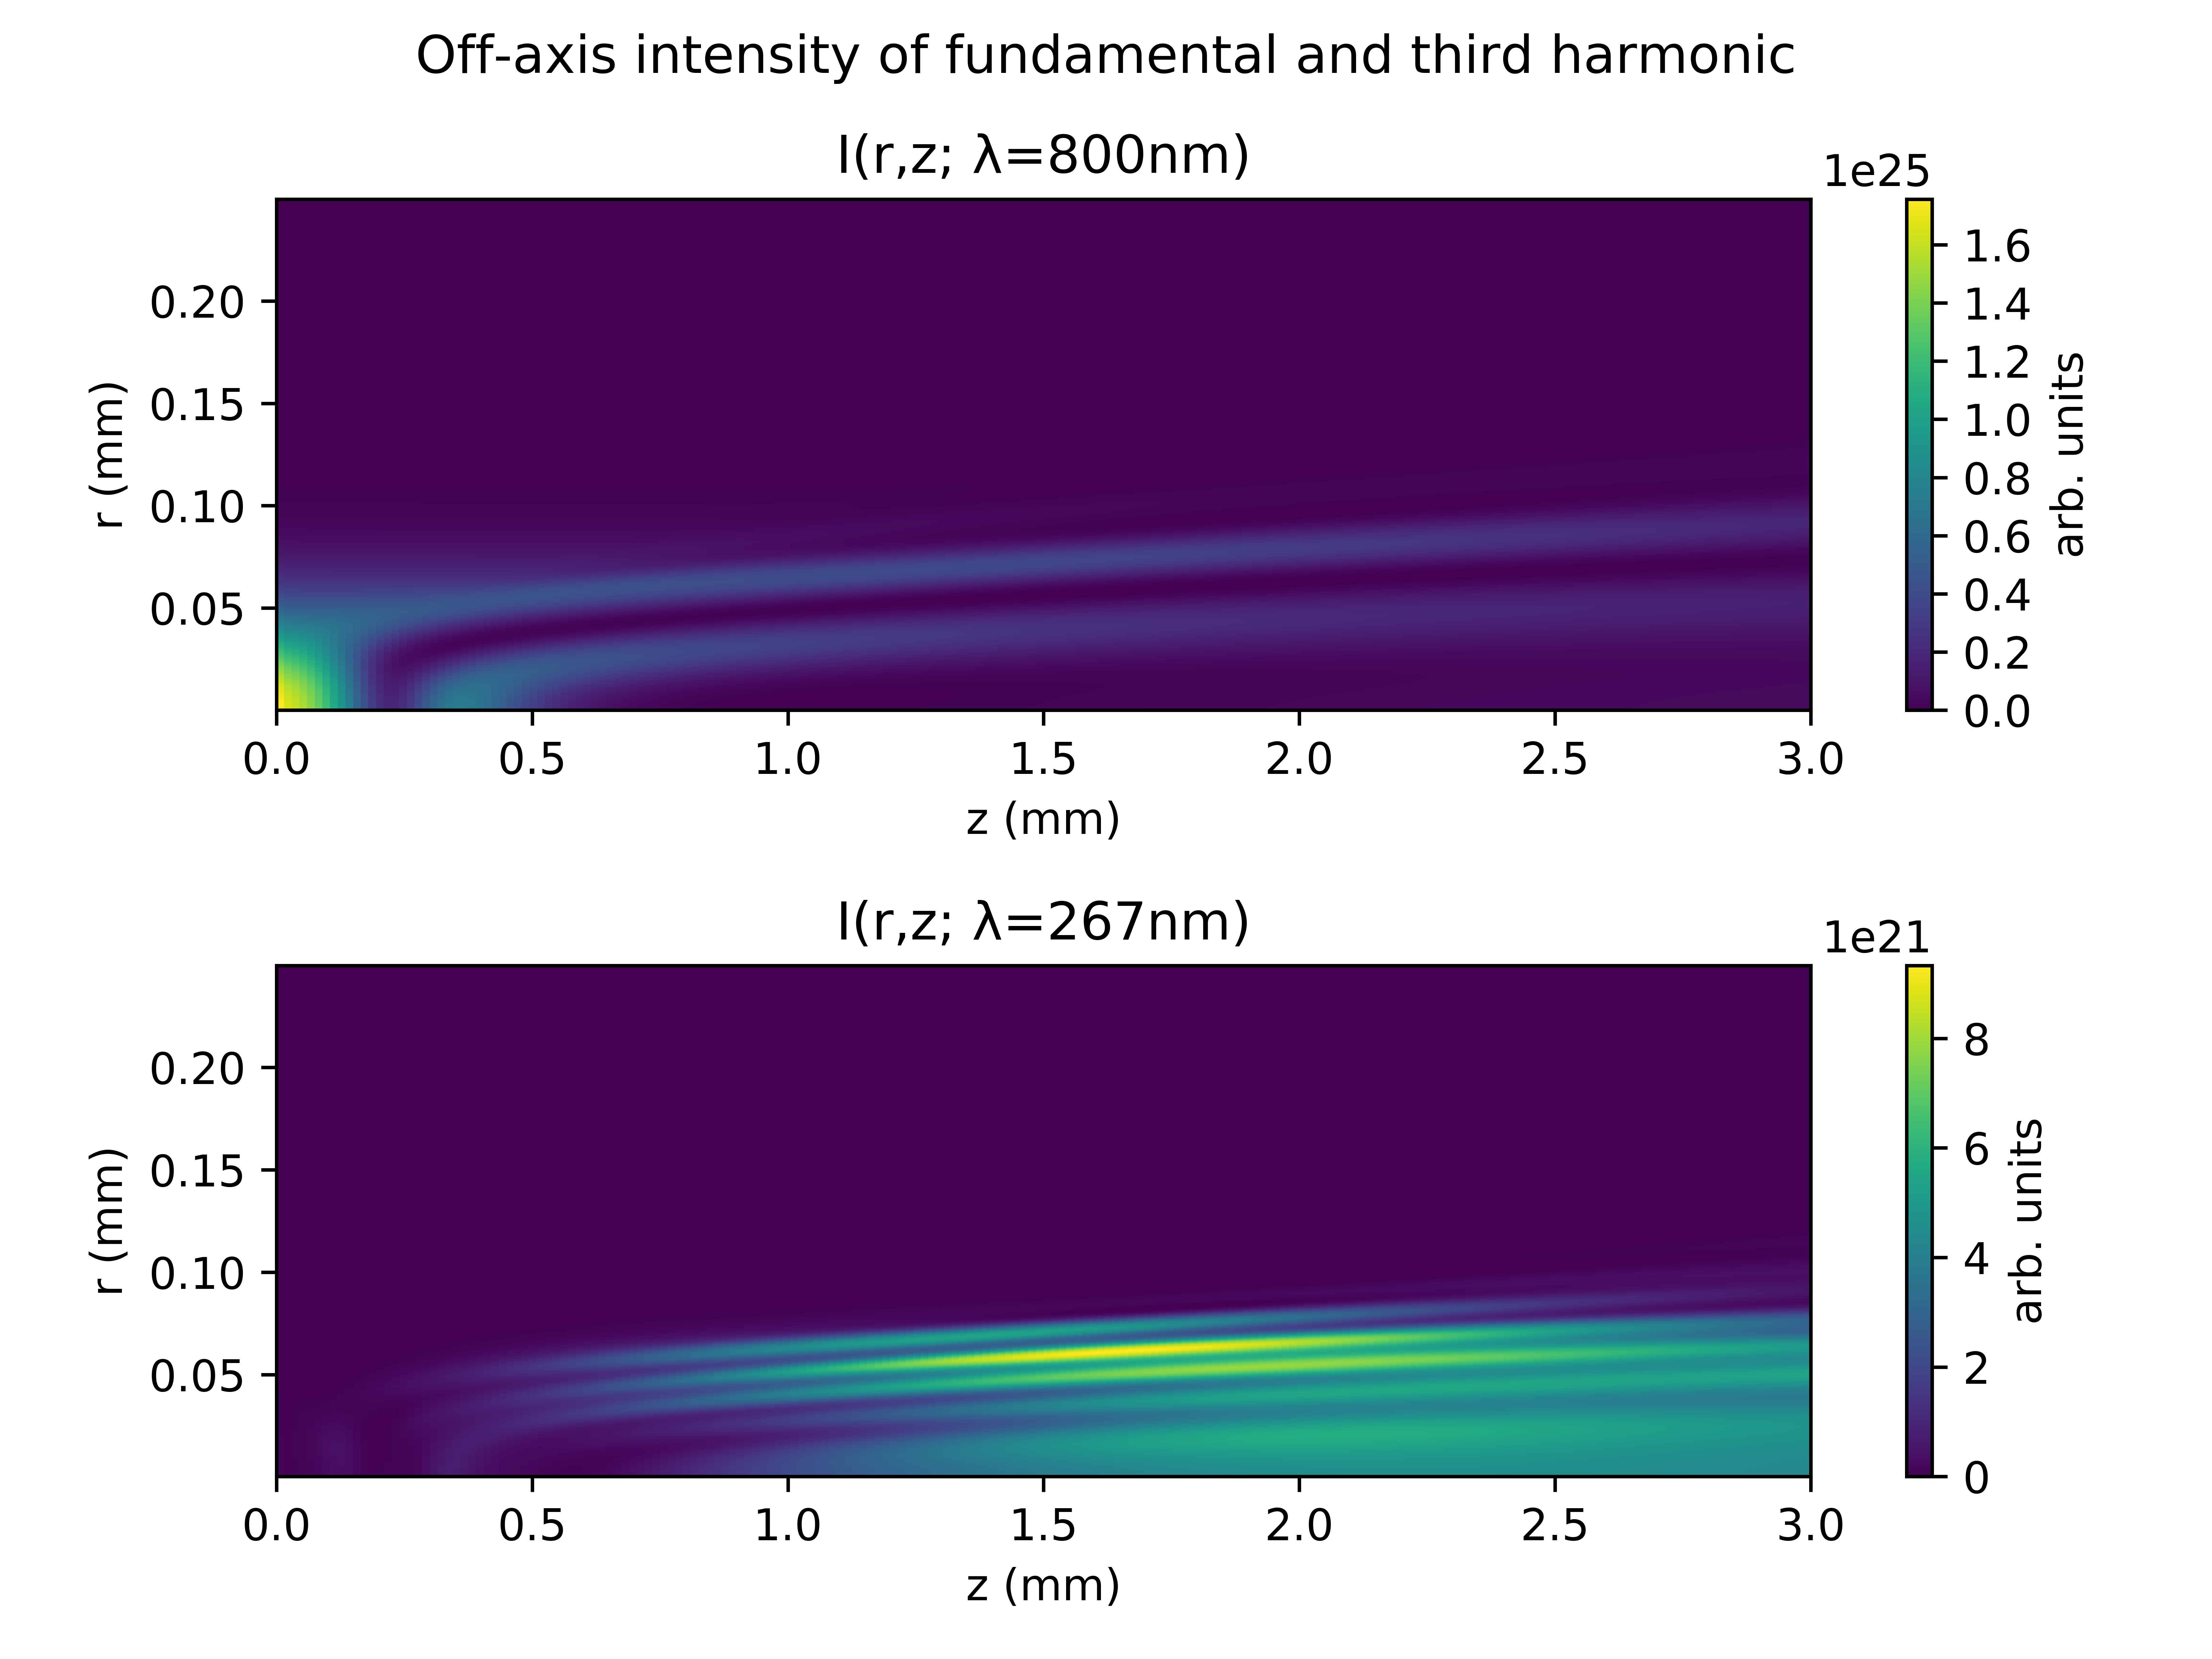 Off-axis intensity of fundamental and third harmonic
I(r,z; λ=800nm)
1e25
r (mm)
0.20
0.15
0.10
0.05
0.0 0.5 1.0 1.5 2.0 2.5 3.0
z (mm)
1.6
1.4
1.2
1.0
0.8
0.6
0.4
0.2
0.0
arb. units
I(r,z; λ=267nm)
1e21
r (mm)
0.20
0.15
0.10
0.05
0.0 0.5 1.0 1.5 2.0 2.5 3.0
z (mm)
8
6
4
2
0
arb. units